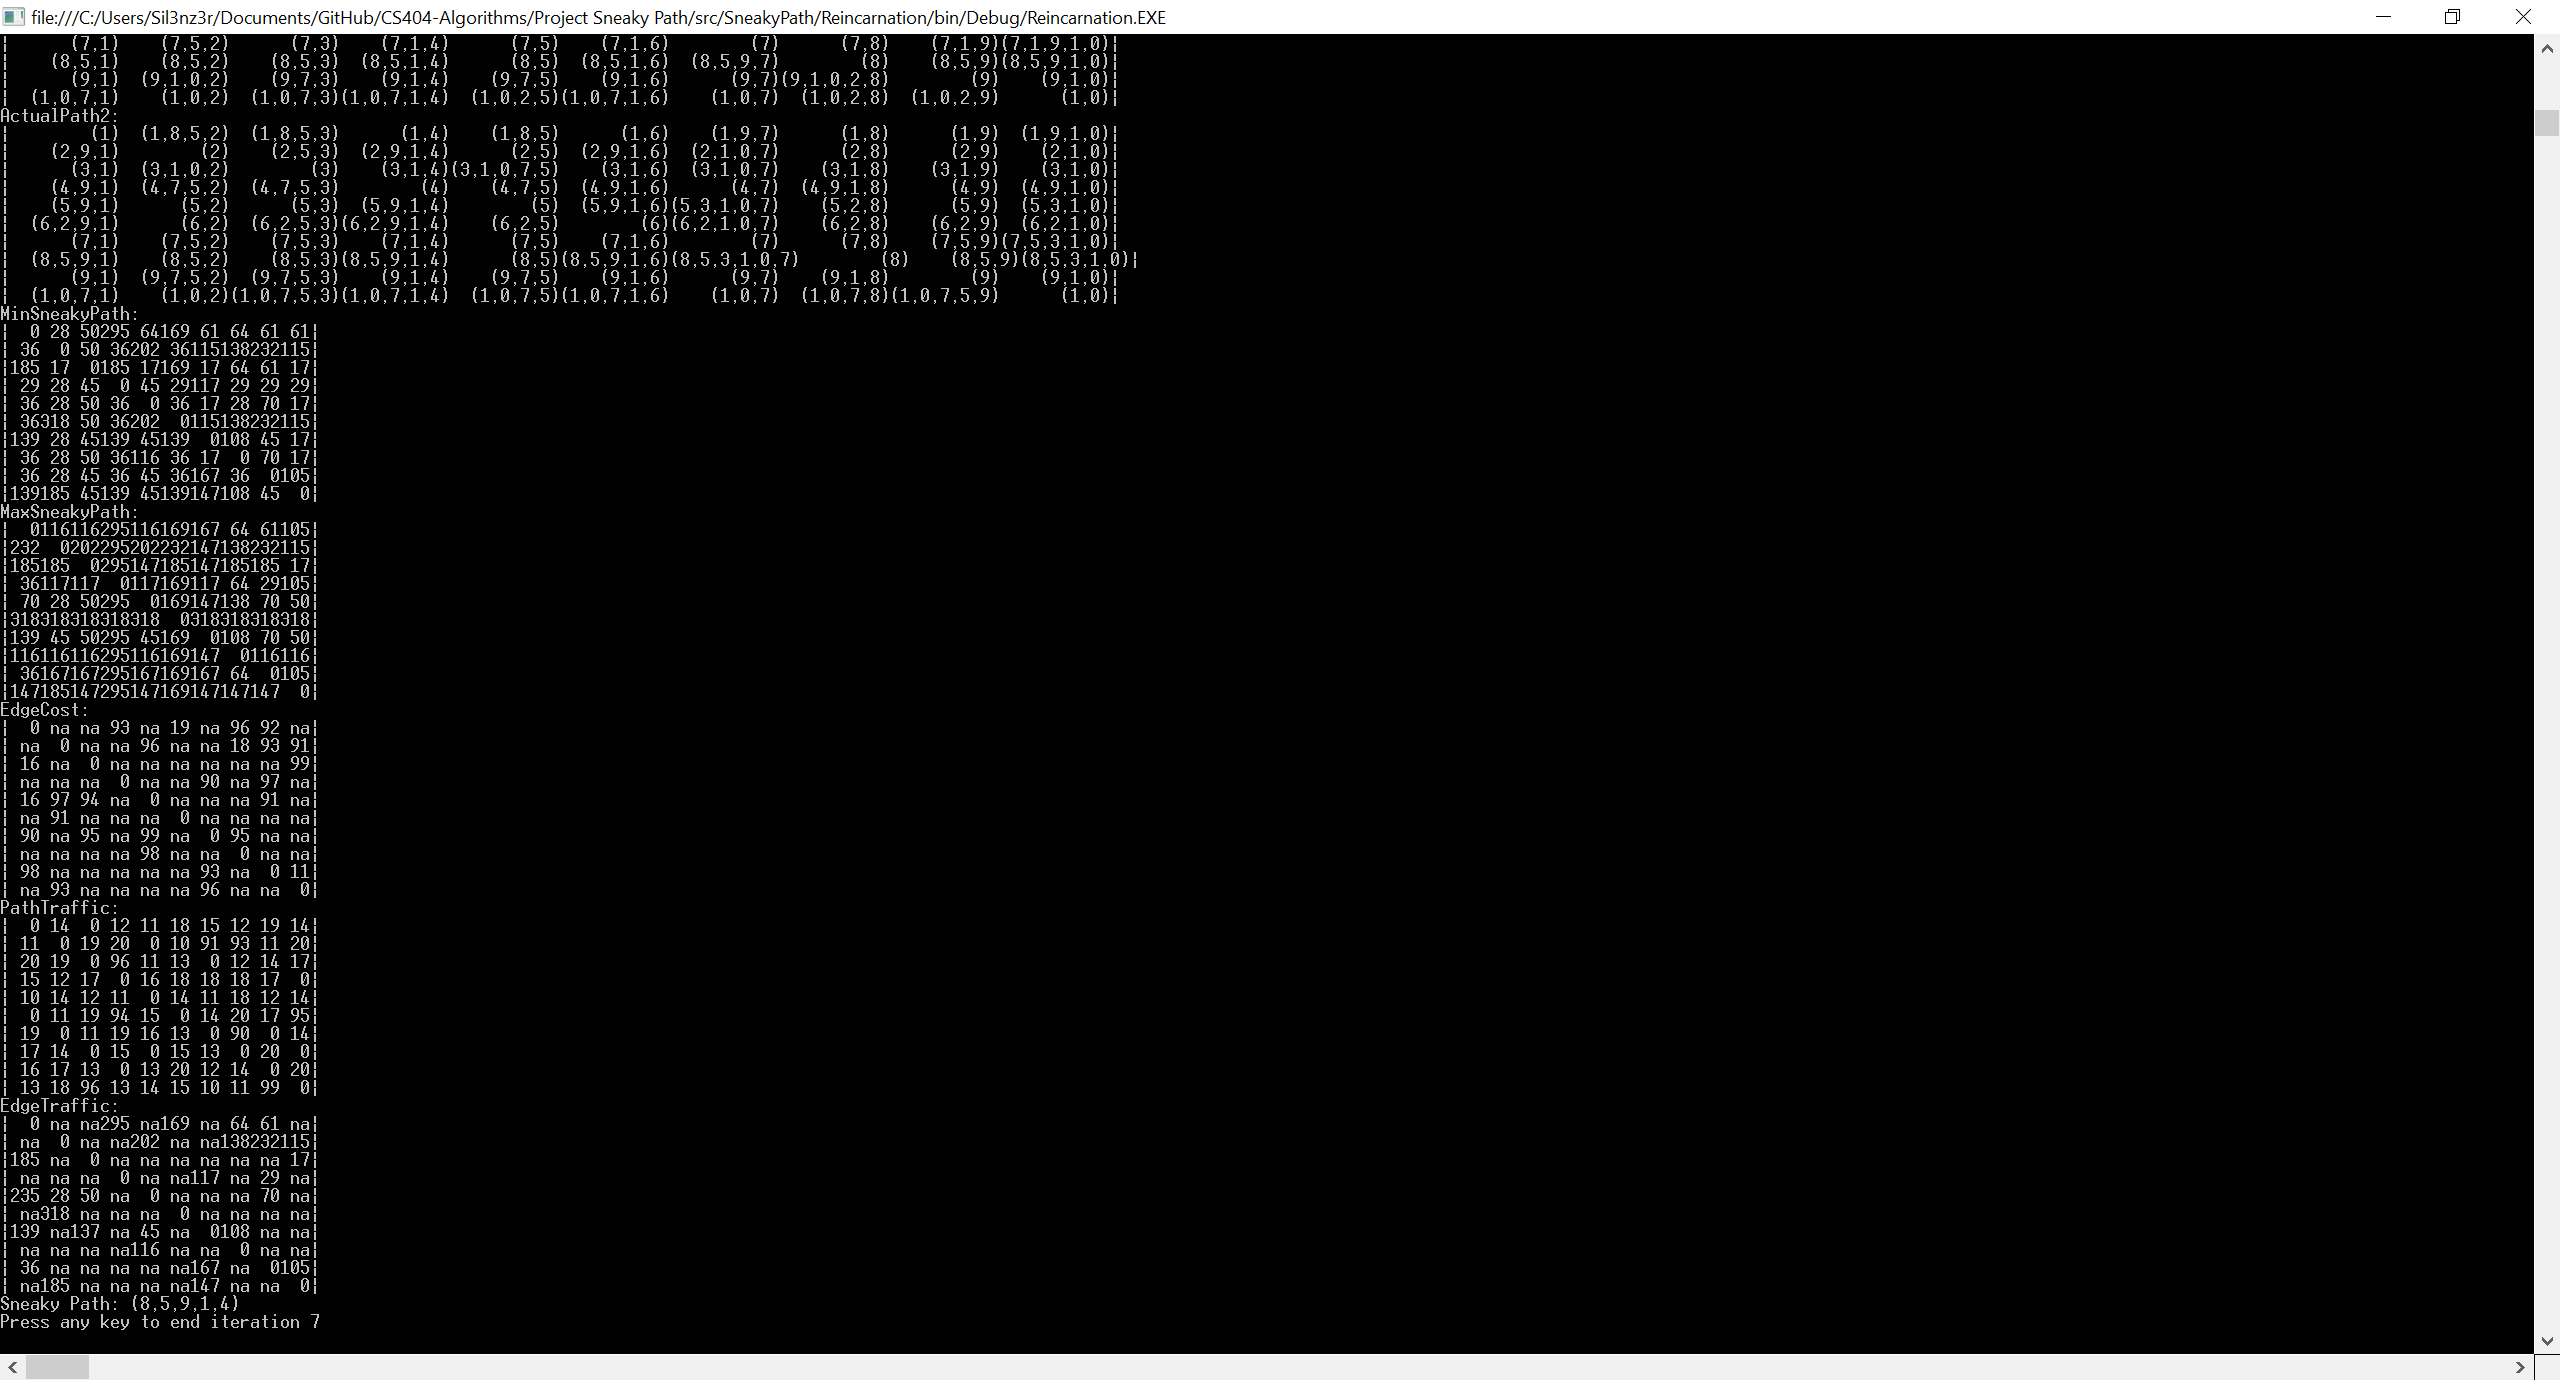 file:///C:/Users/Sil3nz3r/Documents/GitHub/CS404-Algorithms/Project Sneaky Path/src/SneakyPath/Reincarnation/bin/Debug/Reincarnation.EXE
¦      (7,1)    (7,5,2)      (7,3)    (7,1,4)      (7,5)    (7,1,6)        (7)      (7,8)    (7,1,9)(7,1,9,1,0)¦
¦    (8,5,1)    (8,5,2)    (8,5,3)  (8,5,1,4)      (8,5)  (8,5,1,6)  (8,5,9,7)        (8)    (8,5,9)(8,5,9,1,0)¦
¦      (9,1)  (9,1,0,2)    (9,7,3)    (9,1,4)    (9,7,5)    (9,1,6)      (9,7)(9,1,0,2,8)        (9)    (9,1,0)¦
¦  (1,0,7,1)    (1,0,2)  (1,0,7,3)(1,0,7,1,4)  (1,0,2,5)(1,0,7,1,6)    (1,0,7)  (1,0,2,8)  (1,0,2,9)      (1,0)¦
ActualPath2:
¦        (1)  (1,8,5,2)  (1,8,5,3)      (1,4)    (1,8,5)      (1,6)    (1,9,7)      (1,8)      (1,9)  (1,9,1,0)¦
¦    (2,9,1)        (2)    (2,5,3)  (2,9,1,4)      (2,5)  (2,9,1,6)  (2,1,0,7)      (2,8)      (2,9)    (2,1,0)¦
¦      (3,1)  (3,1,0,2)        (3)    (3,1,4)(3,1,0,7,5)    (3,1,6)  (3,1,0,7)    (3,1,8)    (3,1,9)    (3,1,0)¦
¦    (4,9,1)  (4,7,5,2)  (4,7,5,3)        (4)    (4,7,5)  (4,9,1,6)      (4,7)  (4,9,1,8)      (4,9)  (4,9,1,0)¦
¦    (5,9,1)      (5,2)      (5,3)  (5,9,1,4)        (5)  (5,9,1,6)(5,3,1,0,7)    (5,2,8)      (5,9)  (5,3,1,0)¦
¦  (6,2,9,1)      (6,2)  (6,2,5,3)(6,2,9,1,4)    (6,2,5)        (6)(6,2,1,0,7)    (6,2,8)    (6,2,9)  (6,2,1,0)¦
¦      (7,1)    (7,5,2)    (7,5,3)    (7,1,4)      (7,5)    (7,1,6)        (7)      (7,8)    (7,5,9)(7,5,3,1,0)¦
¦  (8,5,9,1)    (8,5,2)    (8,5,3)(8,5,9,1,4)      (8,5)(8,5,9,1,6)(8,5,3,1,0,7)        (8)    (8,5,9)(8,5,3,1,0)¦
¦      (9,1)  (9,7,5,2)  (9,7,5,3)    (9,1,4)    (9,7,5)    (9,1,6)      (9,7)    (9,1,8)        (9)    (9,1,0)¦
¦  (1,0,7,1)    (1,0,2)(1,0,7,5,3)(1,0,7,1,4)  (1,0,7,5)(1,0,7,1,6)    (1,0,7)  (1,0,7,8)(1,0,7,5,9)      (1,0)¦
MinSneakyPath:
¦  0 28 50295 64169 61 64 61 61¦
¦ 36  0 50 36202 36115138232115¦
¦185 17  0185 17169 17 64 61 17¦
¦ 29 28 45  0 45 29117 29 29 29¦
¦ 36 28 50 36  0 36 17 28 70 17¦
¦ 36318 50 36202  0115138232115¦
¦139 28 45139 45139  0108 45 17¦
¦ 36 28 50 36116 36 17  0 70 17¦
¦ 36 28 45 36 45 36167 36  0105¦
¦139185 45139 45139147108 45  0¦
MaxSneakyPath:
¦  0116116295116169167 64 61105¦
¦232  0202295202232147138232115¦
¦185185  0295147185147185185 17¦
¦ 36117117  0117169117 64 29105¦
¦ 70 28 50295  0169147138 70 50¦
¦318318318318318  0318318318318¦
¦139 45 50295 45169  0108 70 50¦
¦116116116295116169147  0116116¦
¦ 36167167295167169167 64  0105¦
¦147185147295147169147147147  0¦
EdgeCost:
¦  0 na na 93 na 19 na 96 92 na¦
¦ na  0 na na 96 na na 18 93 91¦
¦ 16 na  0 na na na na na na 99¦
¦ na na na  0 na na 90 na 97 na¦
¦ 16 97 94 na  0 na na na 91 na¦
¦ na 91 na na na  0 na na na na¦
¦ 90 na 95 na 99 na  0 95 na na¦
¦ na na na na 98 na na  0 na na¦
¦ 98 na na na na na 93 na  0 11¦
¦ na 93 na na na na 96 na na  0¦
PathTraffic:
¦  0 14  0 12 11 18 15 12 19 14¦
¦ 11  0 19 20  0 10 91 93 11 20¦
¦ 20 19  0 96 11 13  0 12 14 17¦
¦ 15 12 17  0 16 18 18 18 17  0¦
¦ 10 14 12 11  0 14 11 18 12 14¦
¦  0 11 19 94 15  0 14 20 17 95¦
¦ 19  0 11 19 16 13  0 90  0 14¦
¦ 17 14  0 15  0 15 13  0 20  0¦
¦ 16 17 13  0 13 20 12 14  0 20¦
¦ 13 18 96 13 14 15 10 11 99  0¦
EdgeTraffic:
¦  0 na na295 na169 na 64 61 na¦
¦ na  0 na na202 na na138232115¦
¦185 na  0 na na na na na na 17¦
¦ na na na  0 na na117 na 29 na¦
¦235 28 50 na  0 na na na 70 na¦
¦ na318 na na na  0 na na na na¦
¦139 na137 na 45 na  0108 na na¦
¦ na na na na116 na na  0 na na¦
¦ 36 na na na na na167 na  0105¦
¦ na185 na na na na147 na na  0¦
Sneaky Path: (8,5,9,1,4)
Press any key to end iteration 7